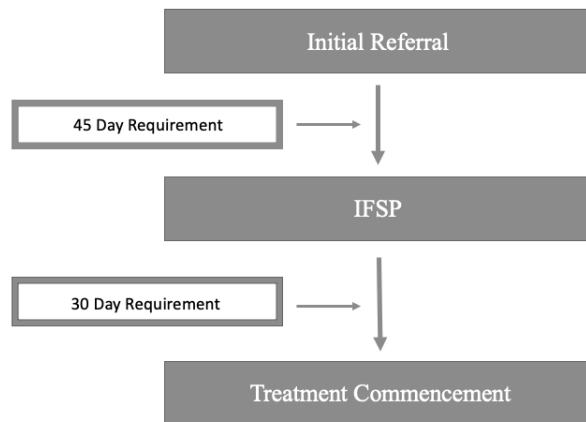 Initial Referral
45 Day Requirement
IFSP
30 Day Requirement
Treatment Commencement